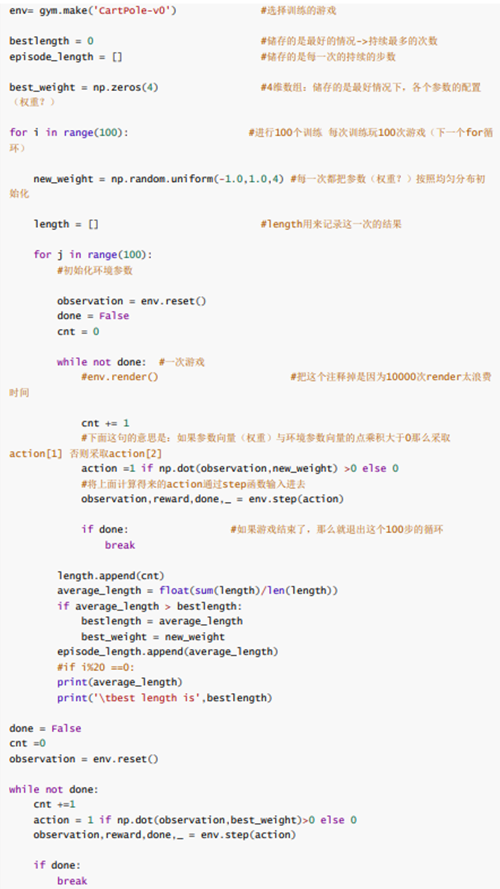 env= gym.make('CartPole-v0') #选择训练的游戏
bestlength = 0 #储存的是最好的情况->持续最多的次数
episode_length = [] #储存的是每一次的持续的步数
best_weight = np.zeros(4) #4维数组：储存的是最好情况下，各个参数的配置
（权重？）
for i in range(100): #进行100个训练 每次训练玩100次游戏（下一个for循
环）
new_weight = np.random.uniform(-1.0,1.0,4) #每一次都把参数（权重？）按照均匀分布初
始化
length = [] #length用来记录这一次的结果
for j in range(100):
#初始化环境参数
observation = env.reset()
done = False
cnt = 0
while not done: #一次游戏
#env.render() #把这个注释掉是因为10000次render太浪费
时间
cnt += 1
#下面这句的意思是：如果参数向量（权重）与环境参数向量的点乘积大于0那么采取
action[1] 否则采取action[2]
action =1 if np.dot(observation,new_weight) >0 else 0
#将上面计算得来的action通过step函数输入进去
observation,reward,done,_ = env.step(action)
if done: #如果游戏结束了，那么就退出这个100步的循环
break
length.append(cnt)
average_length = float(sum(length)/len(length))
if average_length > bestlength:
bestlength = average_length
best_weight = new_weight
episode_length.append(average_length)
#if i%20 ==0:
print(average_length)
print('\tbest length is',bestlength)
done = False
cnt =0
observation = env.reset()
while not done:
cnt +=1
action = 1 if np.dot(observation,best_weight)>0 else 0
observation,reward,done,_ = env.step(action)
if done:
break